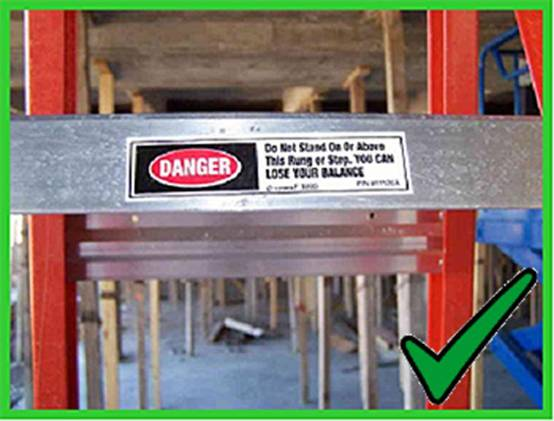 DANGER
Do Not Stand On Or Above
This Rung or Step. YOU CAN
LOSE YOUR BALANCE